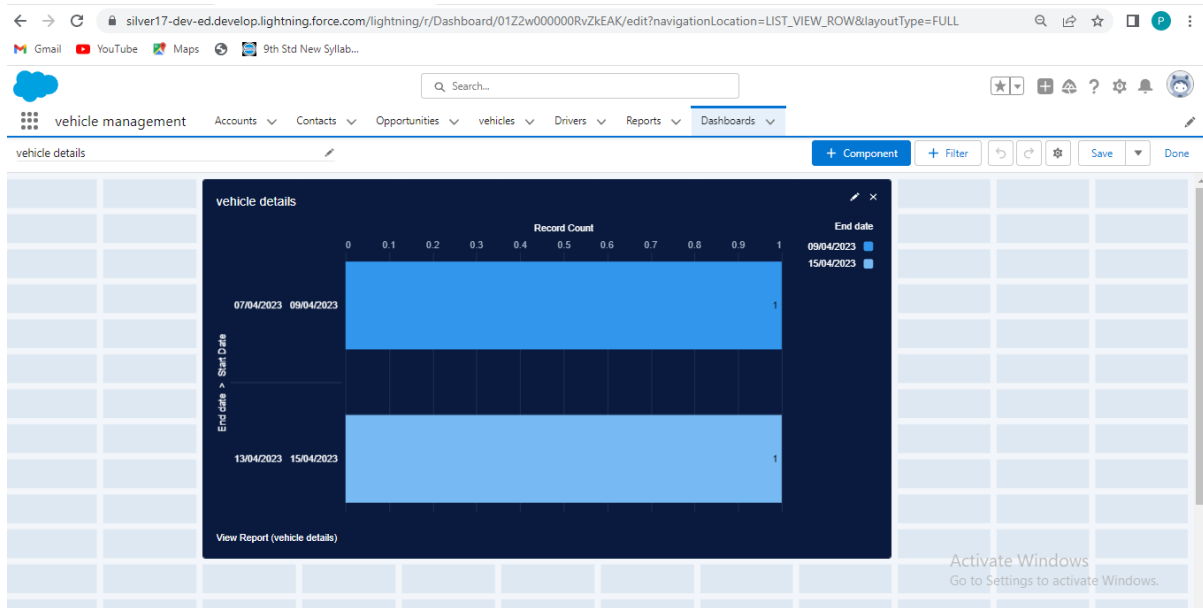 silver17-dev-ed.develop.lightning.force.com/lightning/r/Dashboard/01Z2w000000RvZkEAK/edit?navigationLocation=LIST_VIEW_ROW&layoutType=FULL P
Gmail YouTube Maps 9th Std New Syllab...
Search...
vehicle management Accounts Contacts Opportunities vehicles Drivers Reports Dashboards
vehicle details + Component + Filter Save Done
vehicle details
Record Count End date
0 0.1 0.2 0.3 0.4 0.5 0.6 0.7 0.8 0.9 1 09/04/2023
15/04/2023
07/04/2023 09/04/2023 1
End date > Start Date
13/04/2023 15/04/2023 1
View Report (vehicle details)
Activate Windows
Go to Settings to activate Windows.